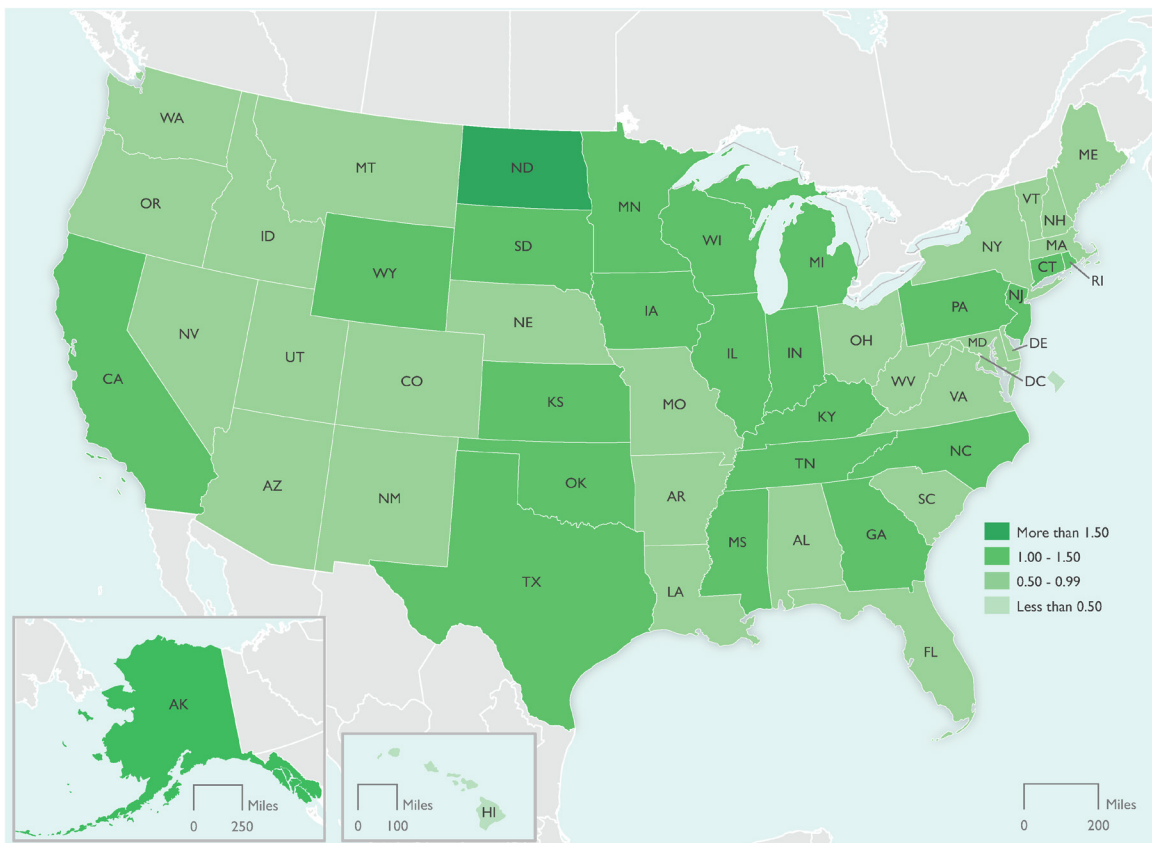 WA
MT
ND
ME
OR
ID
MN
VT
NH
SD
WI
NY
MA
WY
MI
CT
RI
NV
NE
IA
PA
NJ
UT
CO
IL
IN
OH
MD
DE
CA
WV
DC
KS
MO
KY
VA
NC
TN
AZ
NM
OK
AR
SC
MS
AL
GA
TX
LA
FL
More than 1.50
1.00 - 1.50
0.50 - 0.99
Less than 0.50
AK
Miles
0 250
HI
Miles
0 100
Miles
0 200